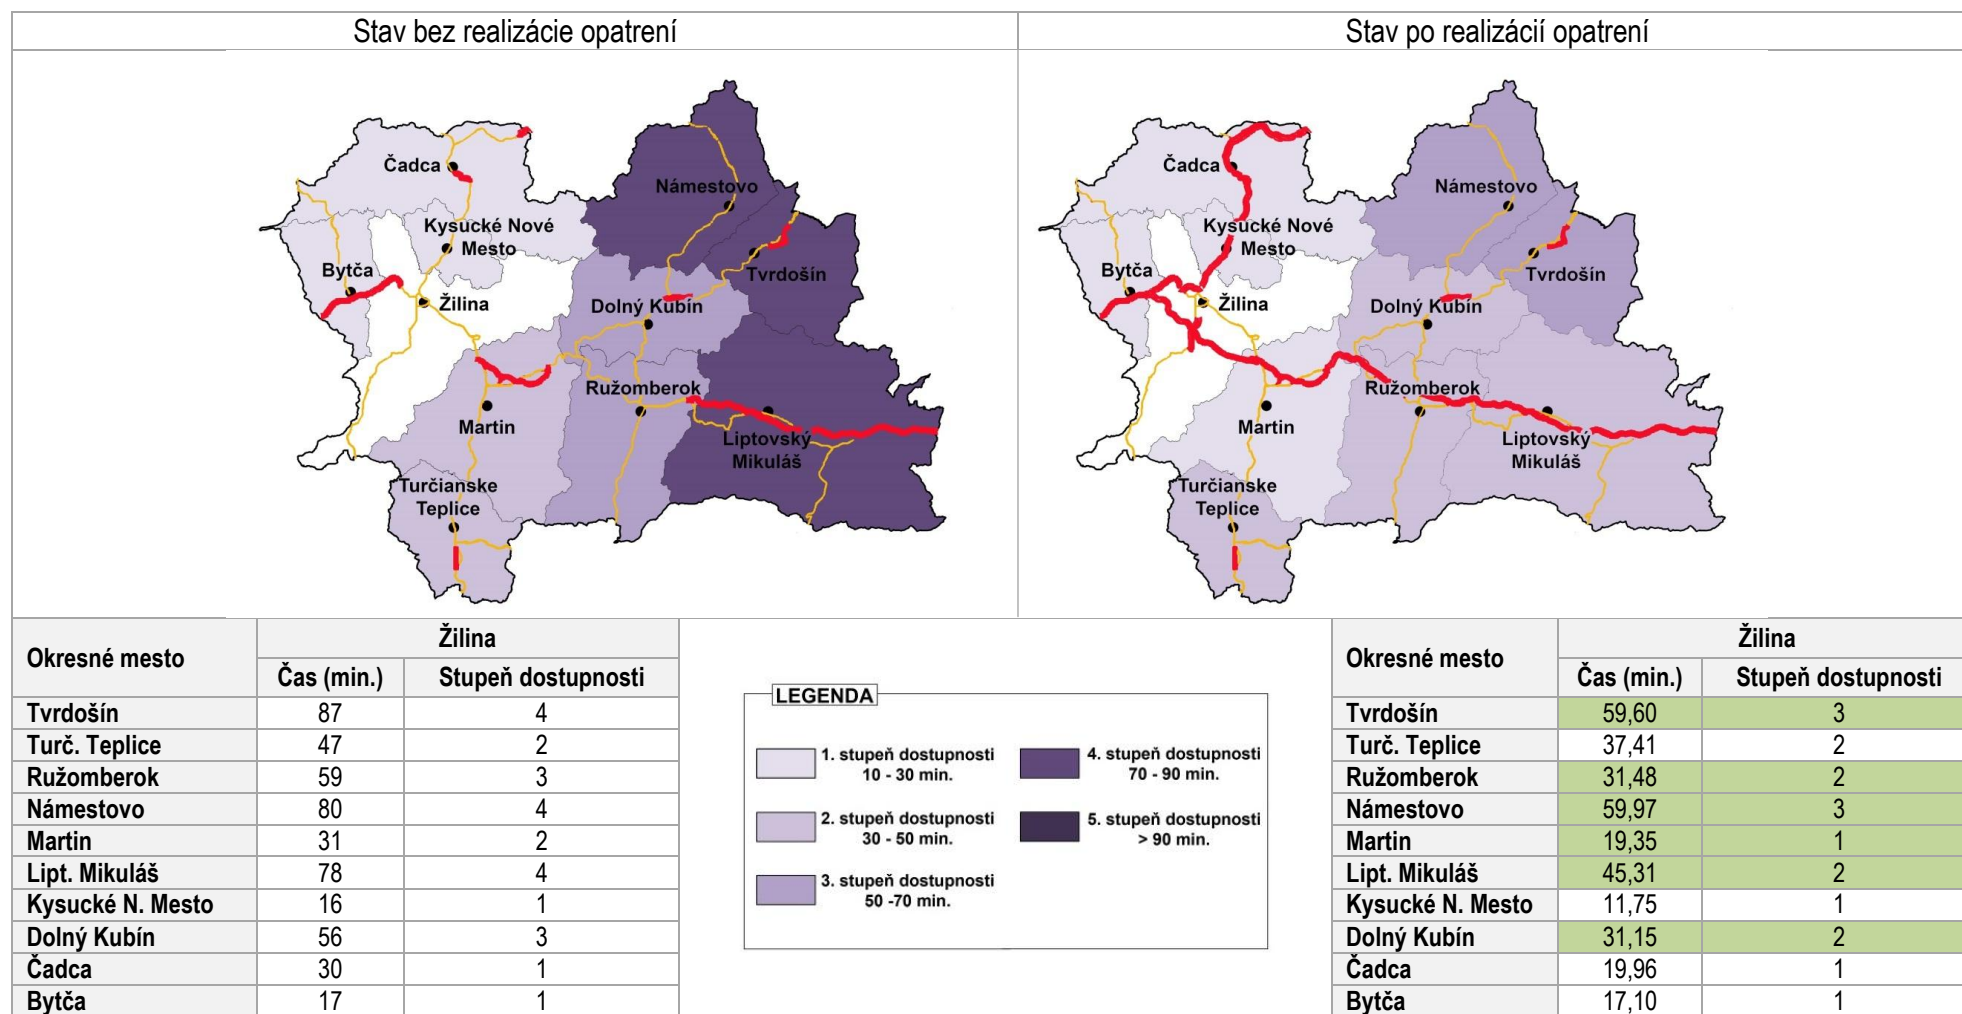 Stav bez realizácie opatrení
Stav po realizácií opatrení
Čadca
Námestovo
Kysucké Nové
Mesto
Bytča
Tvrdošín
Žilina
Dolný Kubín
Ružomberok
Martin
Liptovský
Mikuláš
Turčianske
Teplice
Čadca
Námestovo
Kysucké Nové
Mesto
Bytča
Tvrdošín
Žilina
Dolný Kubín
Ružomberok
Martin
Liptovský
Mikuláš
Turčianske
Teplice
Okresné mesto Žilina
Čas (min.) Stupeň dostupnosti
Tvrdošín 87 4
Turč. Teplice 47 2
Ružomberok 59 3
Námestovo 80 4
Martin 31 2
Lipt. Mikuláš 78 4
Kysucké N. Mesto 16 1
Dolný Kubín 56 3
Čadca 30 1
Bytča 17 1
LEGENDA
1. stupeň dostupnosti
10 - 30 min.
2. stupeň dostupnosti
30 - 50 min.
3. stupeň dostupnosti
50 -70 min.
4. stupeň dostupnosti
70 - 90 min.
5. stupeň dostupnosti
> 90 min.
Okresné mesto Žilina
Čas (min.) Stupeň dostupnosti
Tvrdošín 59,60 3
Turč. Teplice 37,41 2
Ružomberok 31,48 2
Námestovo 59,97 3
Martin 19,35 1
Lipt. Mikuláš 45,31 2
Kysucké N. Mesto 11,75 1
Dolný Kubín 31,15 2
Čadca 19,96 1
Bytča 17,10 1